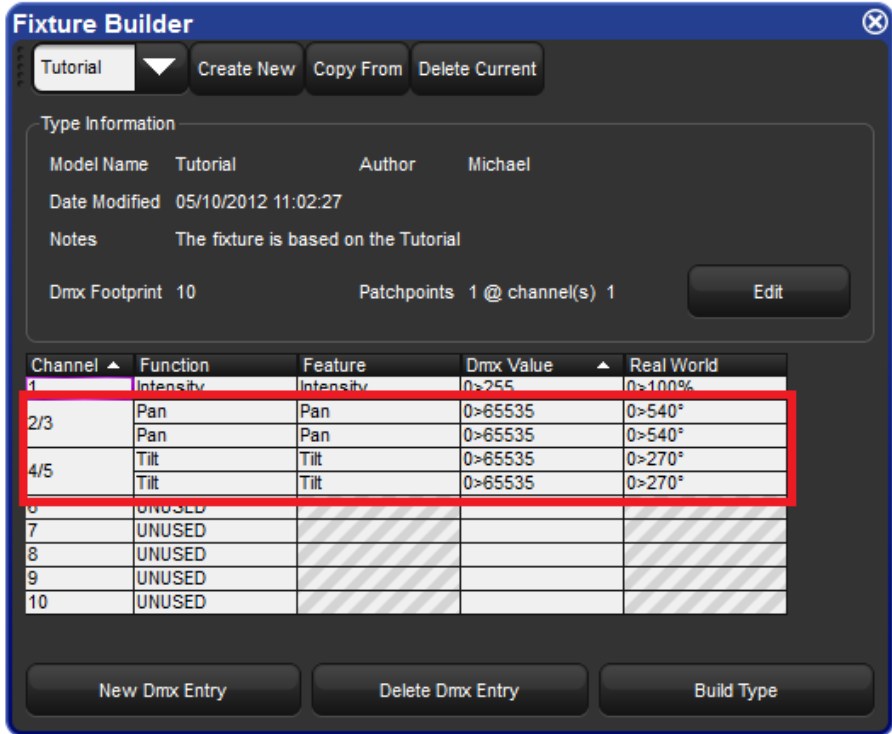 Fixture Builder
Tutorial Create New Copy From Delete Current
Type Information
Model Name Tutorial Author Michael
Date Modified 05/10/2012 11:02:27
Notes The fixture is based on the Tutorial
Dmx Footprint 10 Patchpoints 1 @ channel(s) 1 Edit
Channel Function Feature Dmx Value Real World
1 Intensity Intensity 0>255 0>100%
2/3 Pan Pan 0>65535 0>540°
Pan Pan 0>65535 0>540°
4/5 Tilt Tilt 0>65535 0>270°
Tilt Tilt 0>65535 0>270°
6 UNUSED
7 UNUSED
8 UNUSED
9 UNUSED
10 UNUSED
New Dmx Entry Delete Dmx Entry Build Type